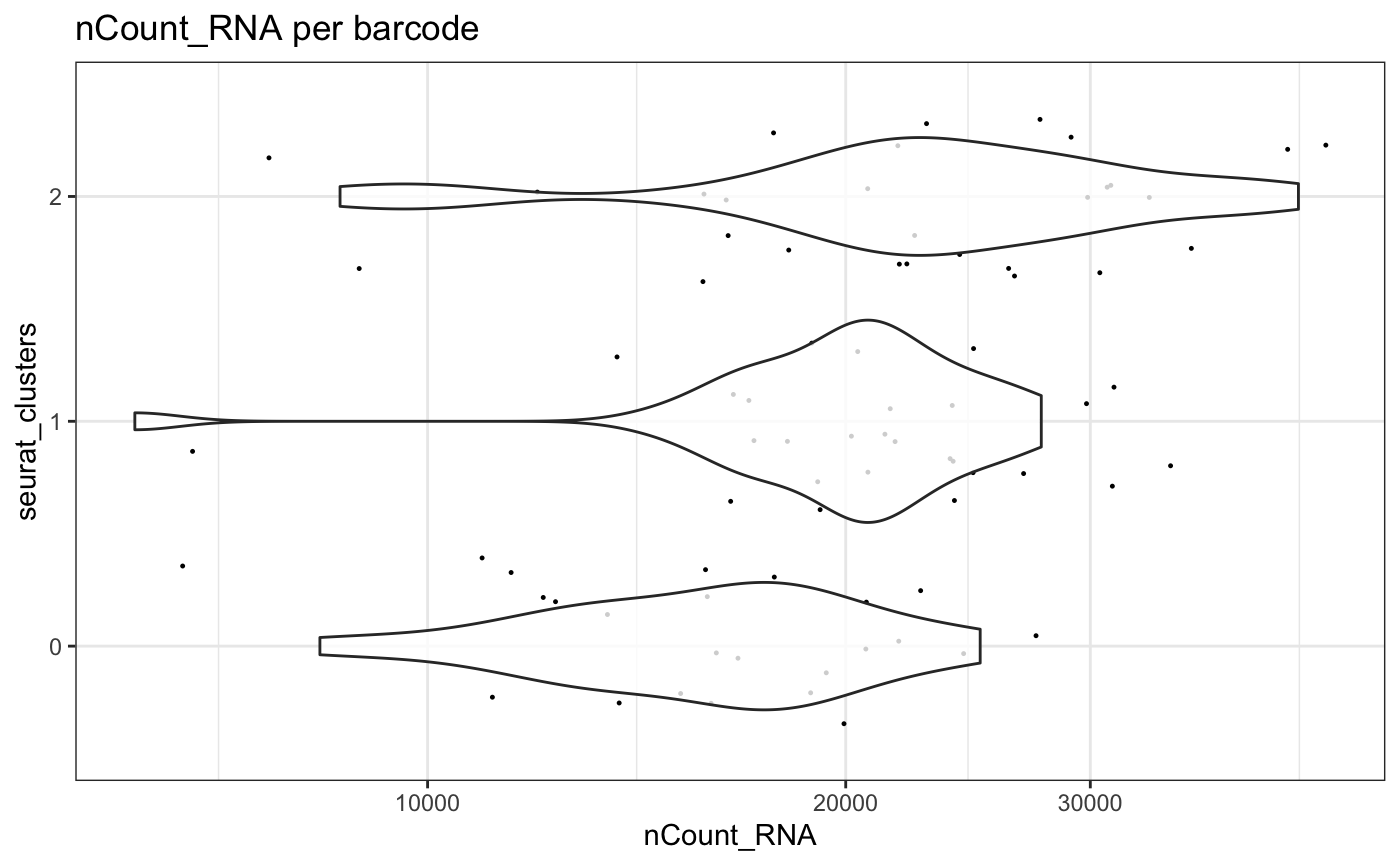 nCount_RNA per barcode
seurat_clusters
2
1
0
10000 20000 30000
nCount_RNA